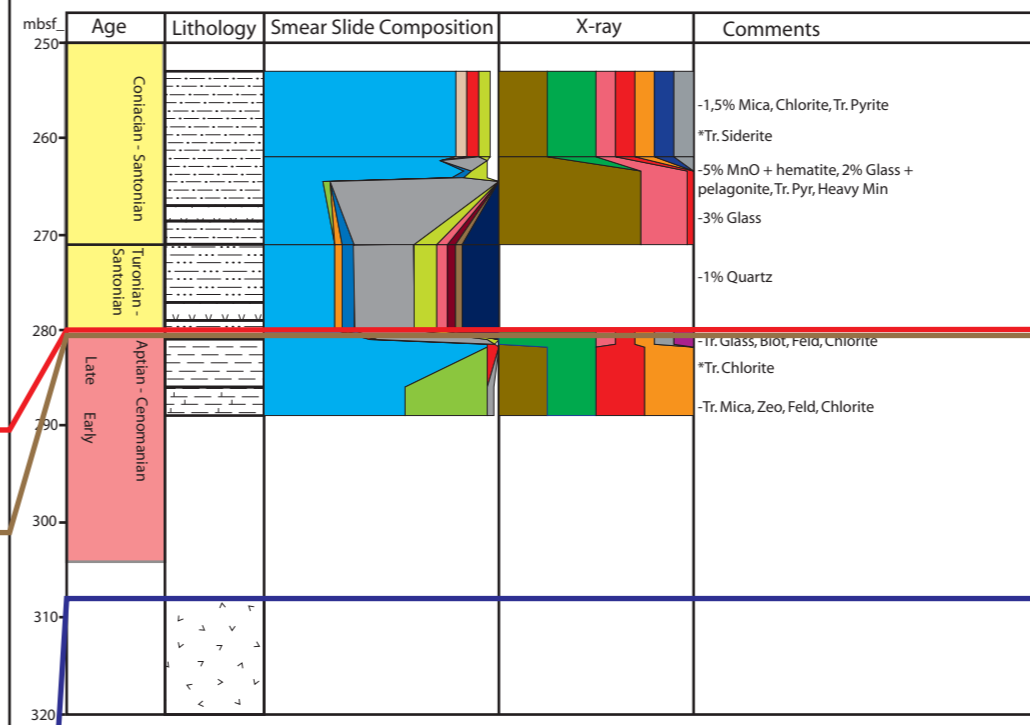 mbsf
Age
Lithology
Smear Slide Composition
X-ray
Comments
250
260
270
280
290
300
310
320
Coniacian - Santonian
Turonian -
Santonian
Aptian - Cenomanian
Late Early
-1,5% Mica, Chlorite, Tr. Pyrite
*Tr. Siderite
-5% MnO + hematite, 2% Glass +
pelagonite, Tr. Pyr, Heavy Min
-3% Glass
-1% Quartz
-Tr. Glass, Biot, Feld, Chlorite
*Tr. Chlorite
-Tr. Mica, Zeo, Feld, Chlorite